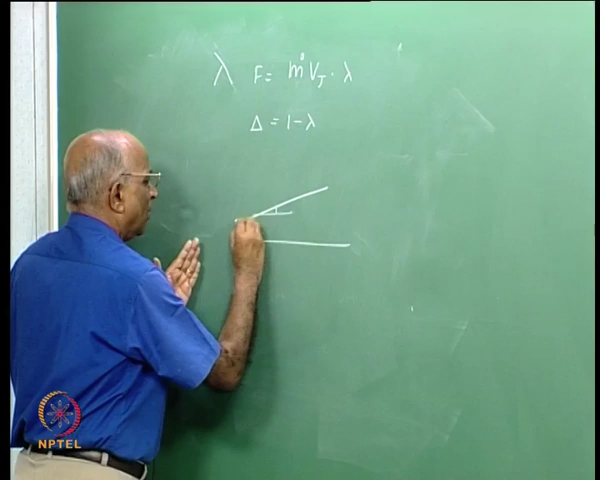 λ F = ṁ V_J · λ
Δ = 1 - λ
NPTEL